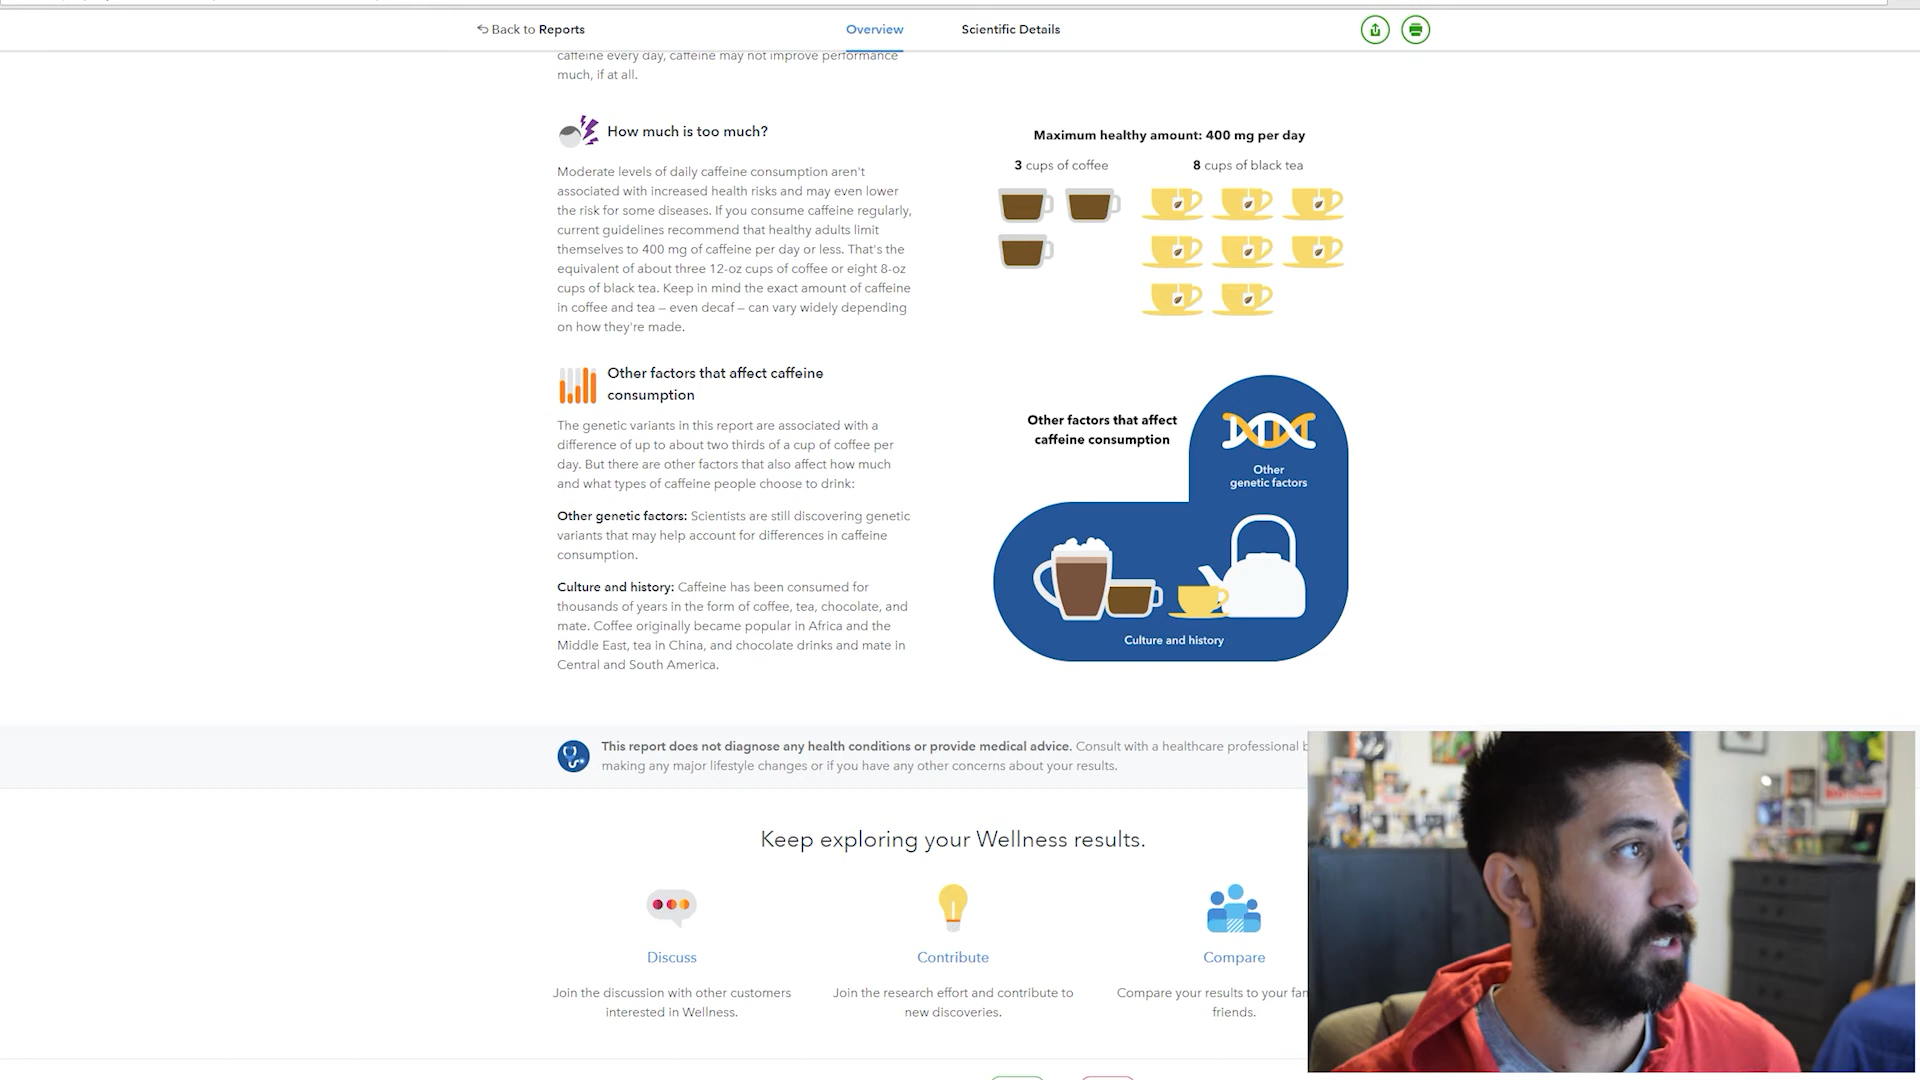 Back to Reports
Overview
Scientific Details
caffeine every day, caffeine may not improve performance
much, if at all.
How much is too much?
Moderate levels of daily caffeine consumption aren't
associated with increased health risks and may even lower
the risk for some diseases. If you consume caffeine regularly,
current guidelines recommend that healthy adults limit
themselves to 400 mg of caffeine per day or less. That's the
equivalent of about three 12-oz cups of coffee or eight 8-oz
cups of black tea. Keep in mind the exact amount of caffeine
in coffee and tea – even decaf – can vary widely depending
on how they're made.
Maximum healthy amount: 400 mg per day
3 cups of coffee
8 cups of black tea
Other factors that affect caffeine
consumption
The genetic variants in this report are associated with a
difference of up to about two thirds of a cup of coffee per
day. But there are other factors that also affect how much
and what types of caffeine people choose to drink:
Other genetic factors: Scientists are still discovering genetic
variants that may help account for differences in caffeine
consumption.
Culture and history: Caffeine has been consumed for
thousands of years in the form of coffee, tea, chocolate, and
mate. Coffee originally became popular in Africa and the
Middle East, tea in China, and chocolate drinks and mate in
Central and South America.
Other factors that affect
caffeine consumption
Other
genetic factors
Culture and history
This report does not diagnose any health conditions or provide medical advice. Consult with a healthcare professional
making any major lifestyle changes or if you have any other concerns about your results.
Keep exploring your Wellness results.
Discuss
Join the discussion with other customers
interested in Wellness.
Contribute
Join the research effort and contribute to
new discoveries.
Compare
Compare your results to your
friends.